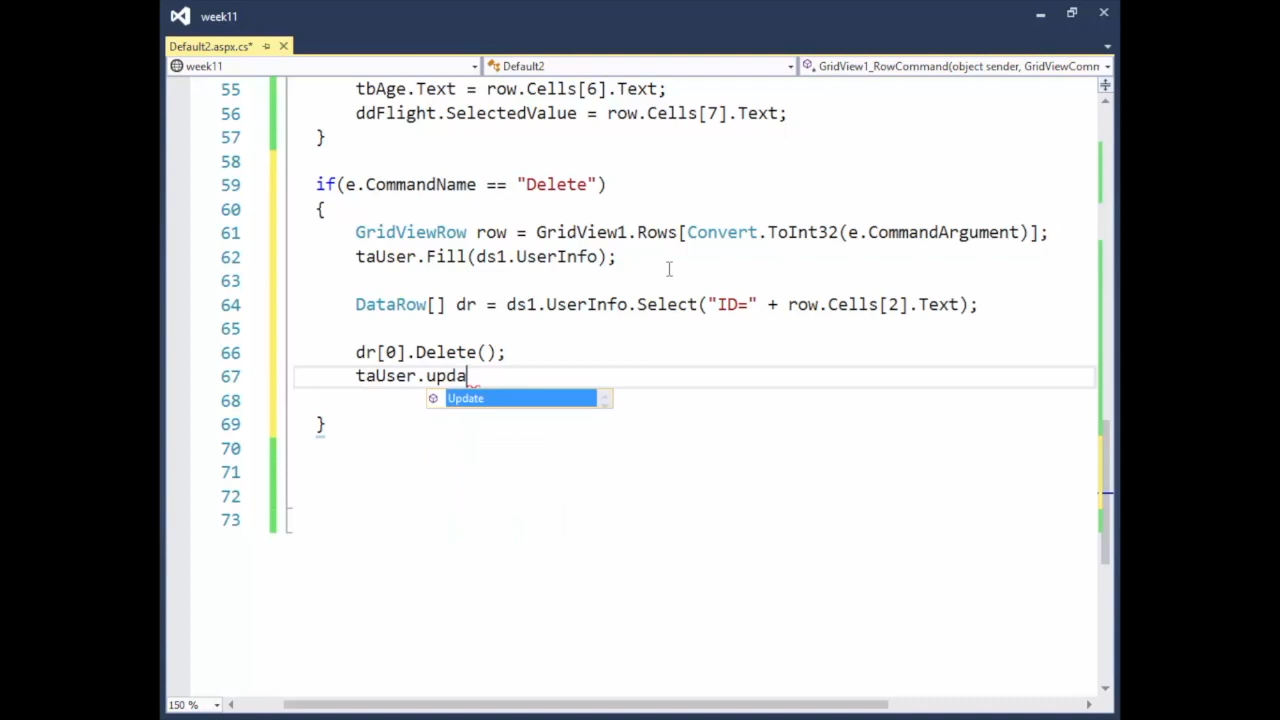 week11
Default2.aspx.cs*
week11 Default2 GridView1_RowCommand(object sender, GridViewComm
55 tbAge.Text = row.Cells[6].Text;
56 ddFlight.SelectedValue = row.Cells[7].Text;
57 }
58
59 if(e.CommandName == "Delete")
60 {
61 GridViewRow row = GridView1.Rows[Convert.ToInt32(e.CommandArgument)];
62 taUser.Fill(ds1.UserInfo);
63
64 DataRow[] dr = ds1.UserInfo.Select("ID=" + row.Cells[2].Text);
65
66 dr[0].Delete();
67 taUser.upda
68 Update
69 }
70
71
72
73
150 %